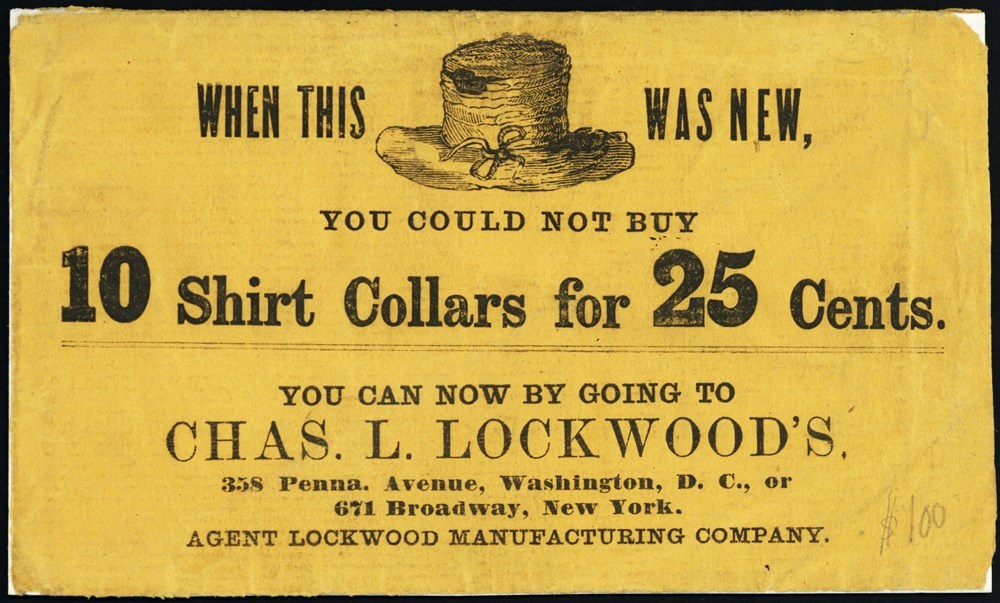 WHEN THIS WAS NEW,
YOU COULD NOT BUY
10 Shirt Collars for 25 Cents.
YOU CAN NOW BY GOING TO
CHAS. L. LOCKWOOD'S,
358 Penna. Avenue, Washington, D. C., or
671 Broadway, New York.
AGENT LOCKWOOD MANUFACTURING COMPANY.
$100